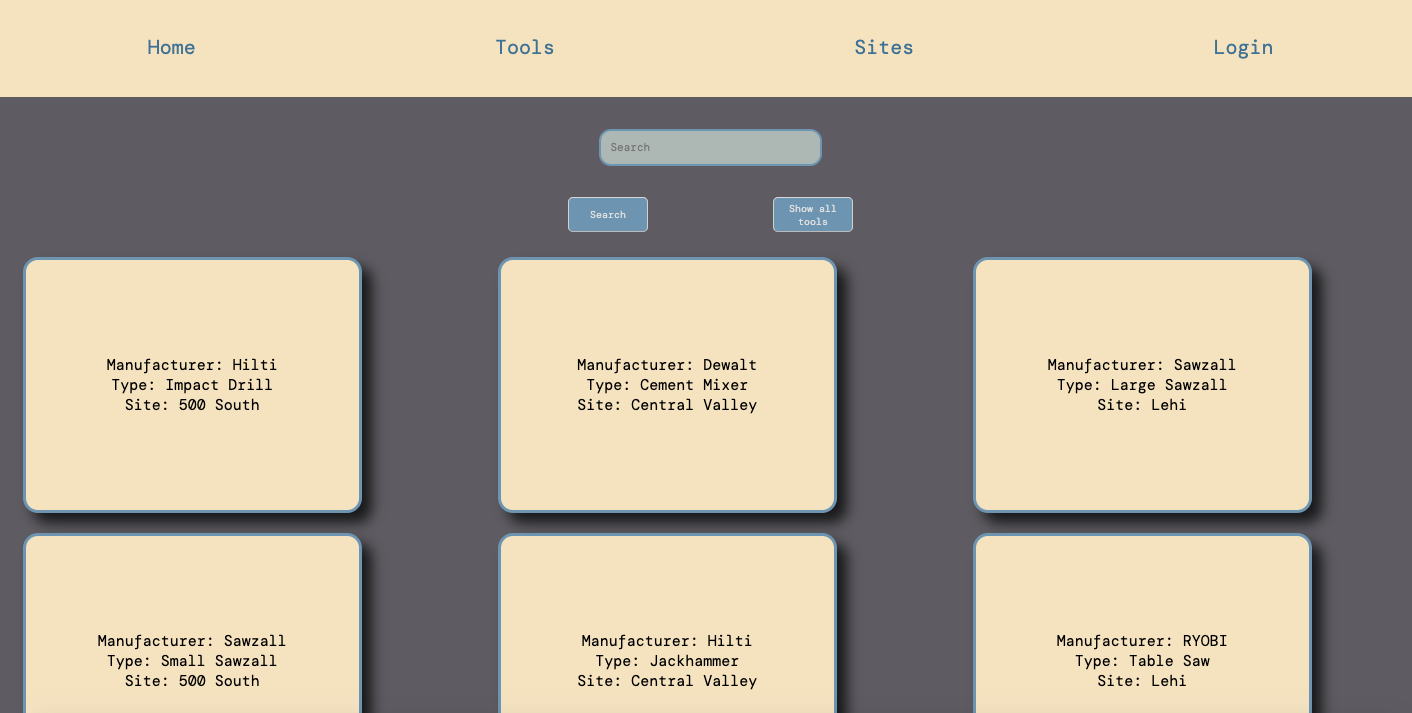 Home Tools Sites Login
Search
Search
Show all
tools
Manufacturer: Hilti
Type: Impact Drill
Site: 500 South
Manufacturer: Dewalt
Type: Cement Mixer
Site: Central Valley
Manufacturer: Sawzall
Type: Large Sawzall
Site: Lehi
Manufacturer: Sawzall
Type: Small Sawzall
Site: 500 South
Manufacturer: Hilti
Type: Jackhammer
Site: Central Valley
Manufacturer: RYOBI
Type: Table Saw
Site: Lehi